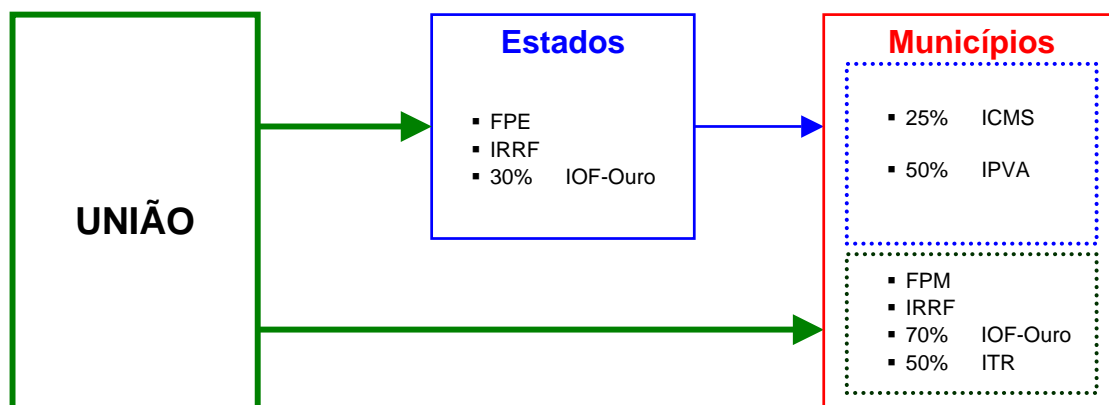 UNIÃO
Estados
▪ FPE
▪ IRRF
▪ 30% IOF-Ouro
Municípios
▪ 25% ICMS
▪ 50% IPVA
▪ FPM
▪ IRRF
▪ 70% IOF-Ouro
▪ 50% ITR